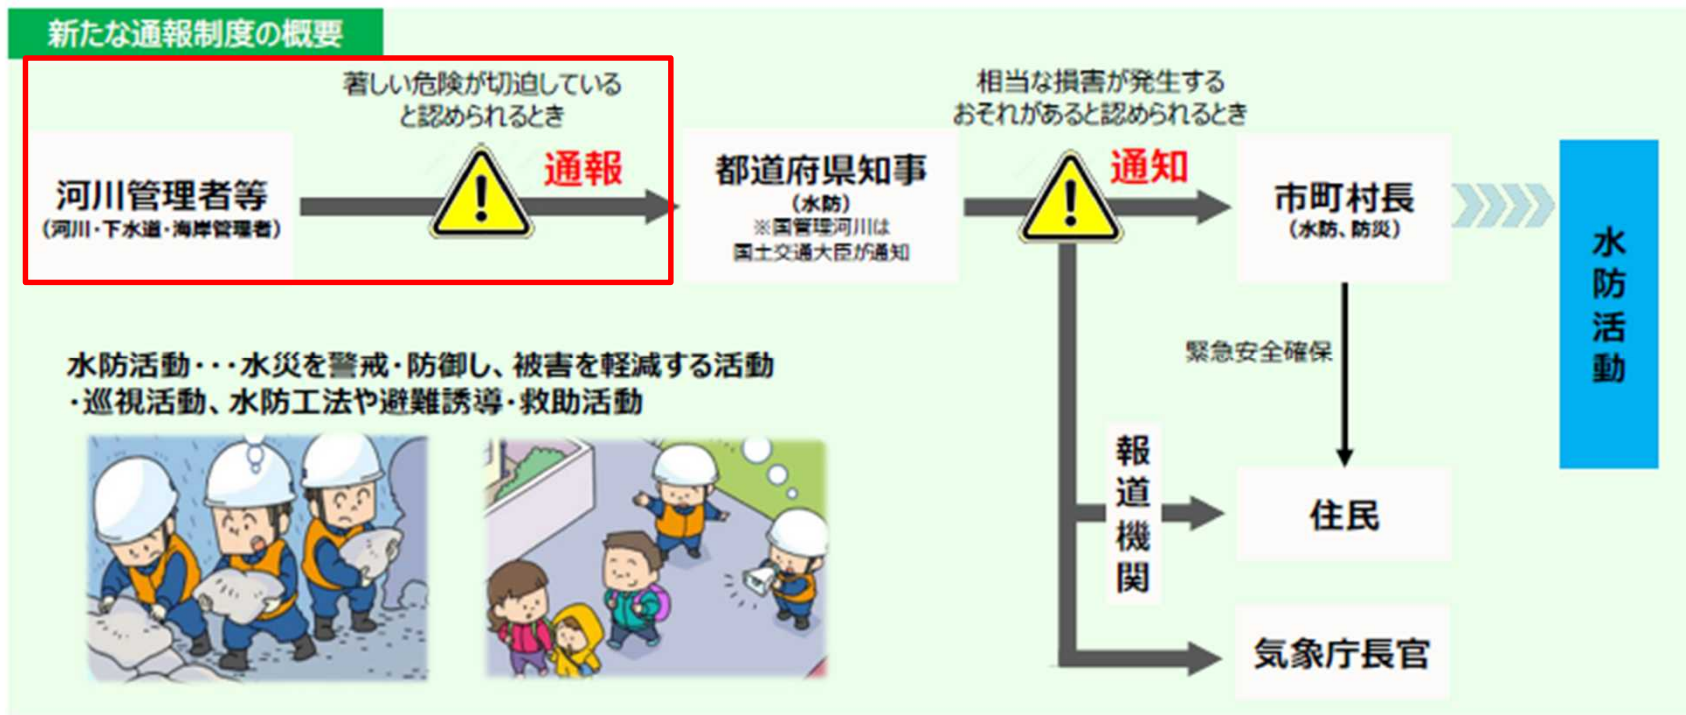 新たな通報制度の概要
著しい危険が切迫している
と認められるとき
通報
河川管理者等
(河川・下水道・海岸管理者)
都道府県知事
(水防)
※国管理河川は
国土交通大臣が通知
相当な損害が発生する
おそれがあると認められるとき
通知
市町村長
(水防、防災)
水防活動
緊急安全確保
水防活動・・・水災を警戒・防御し、被害を軽減する活動
・巡視活動、水防工法や避難誘導・救助活動
報道機関
住民
気象庁長官